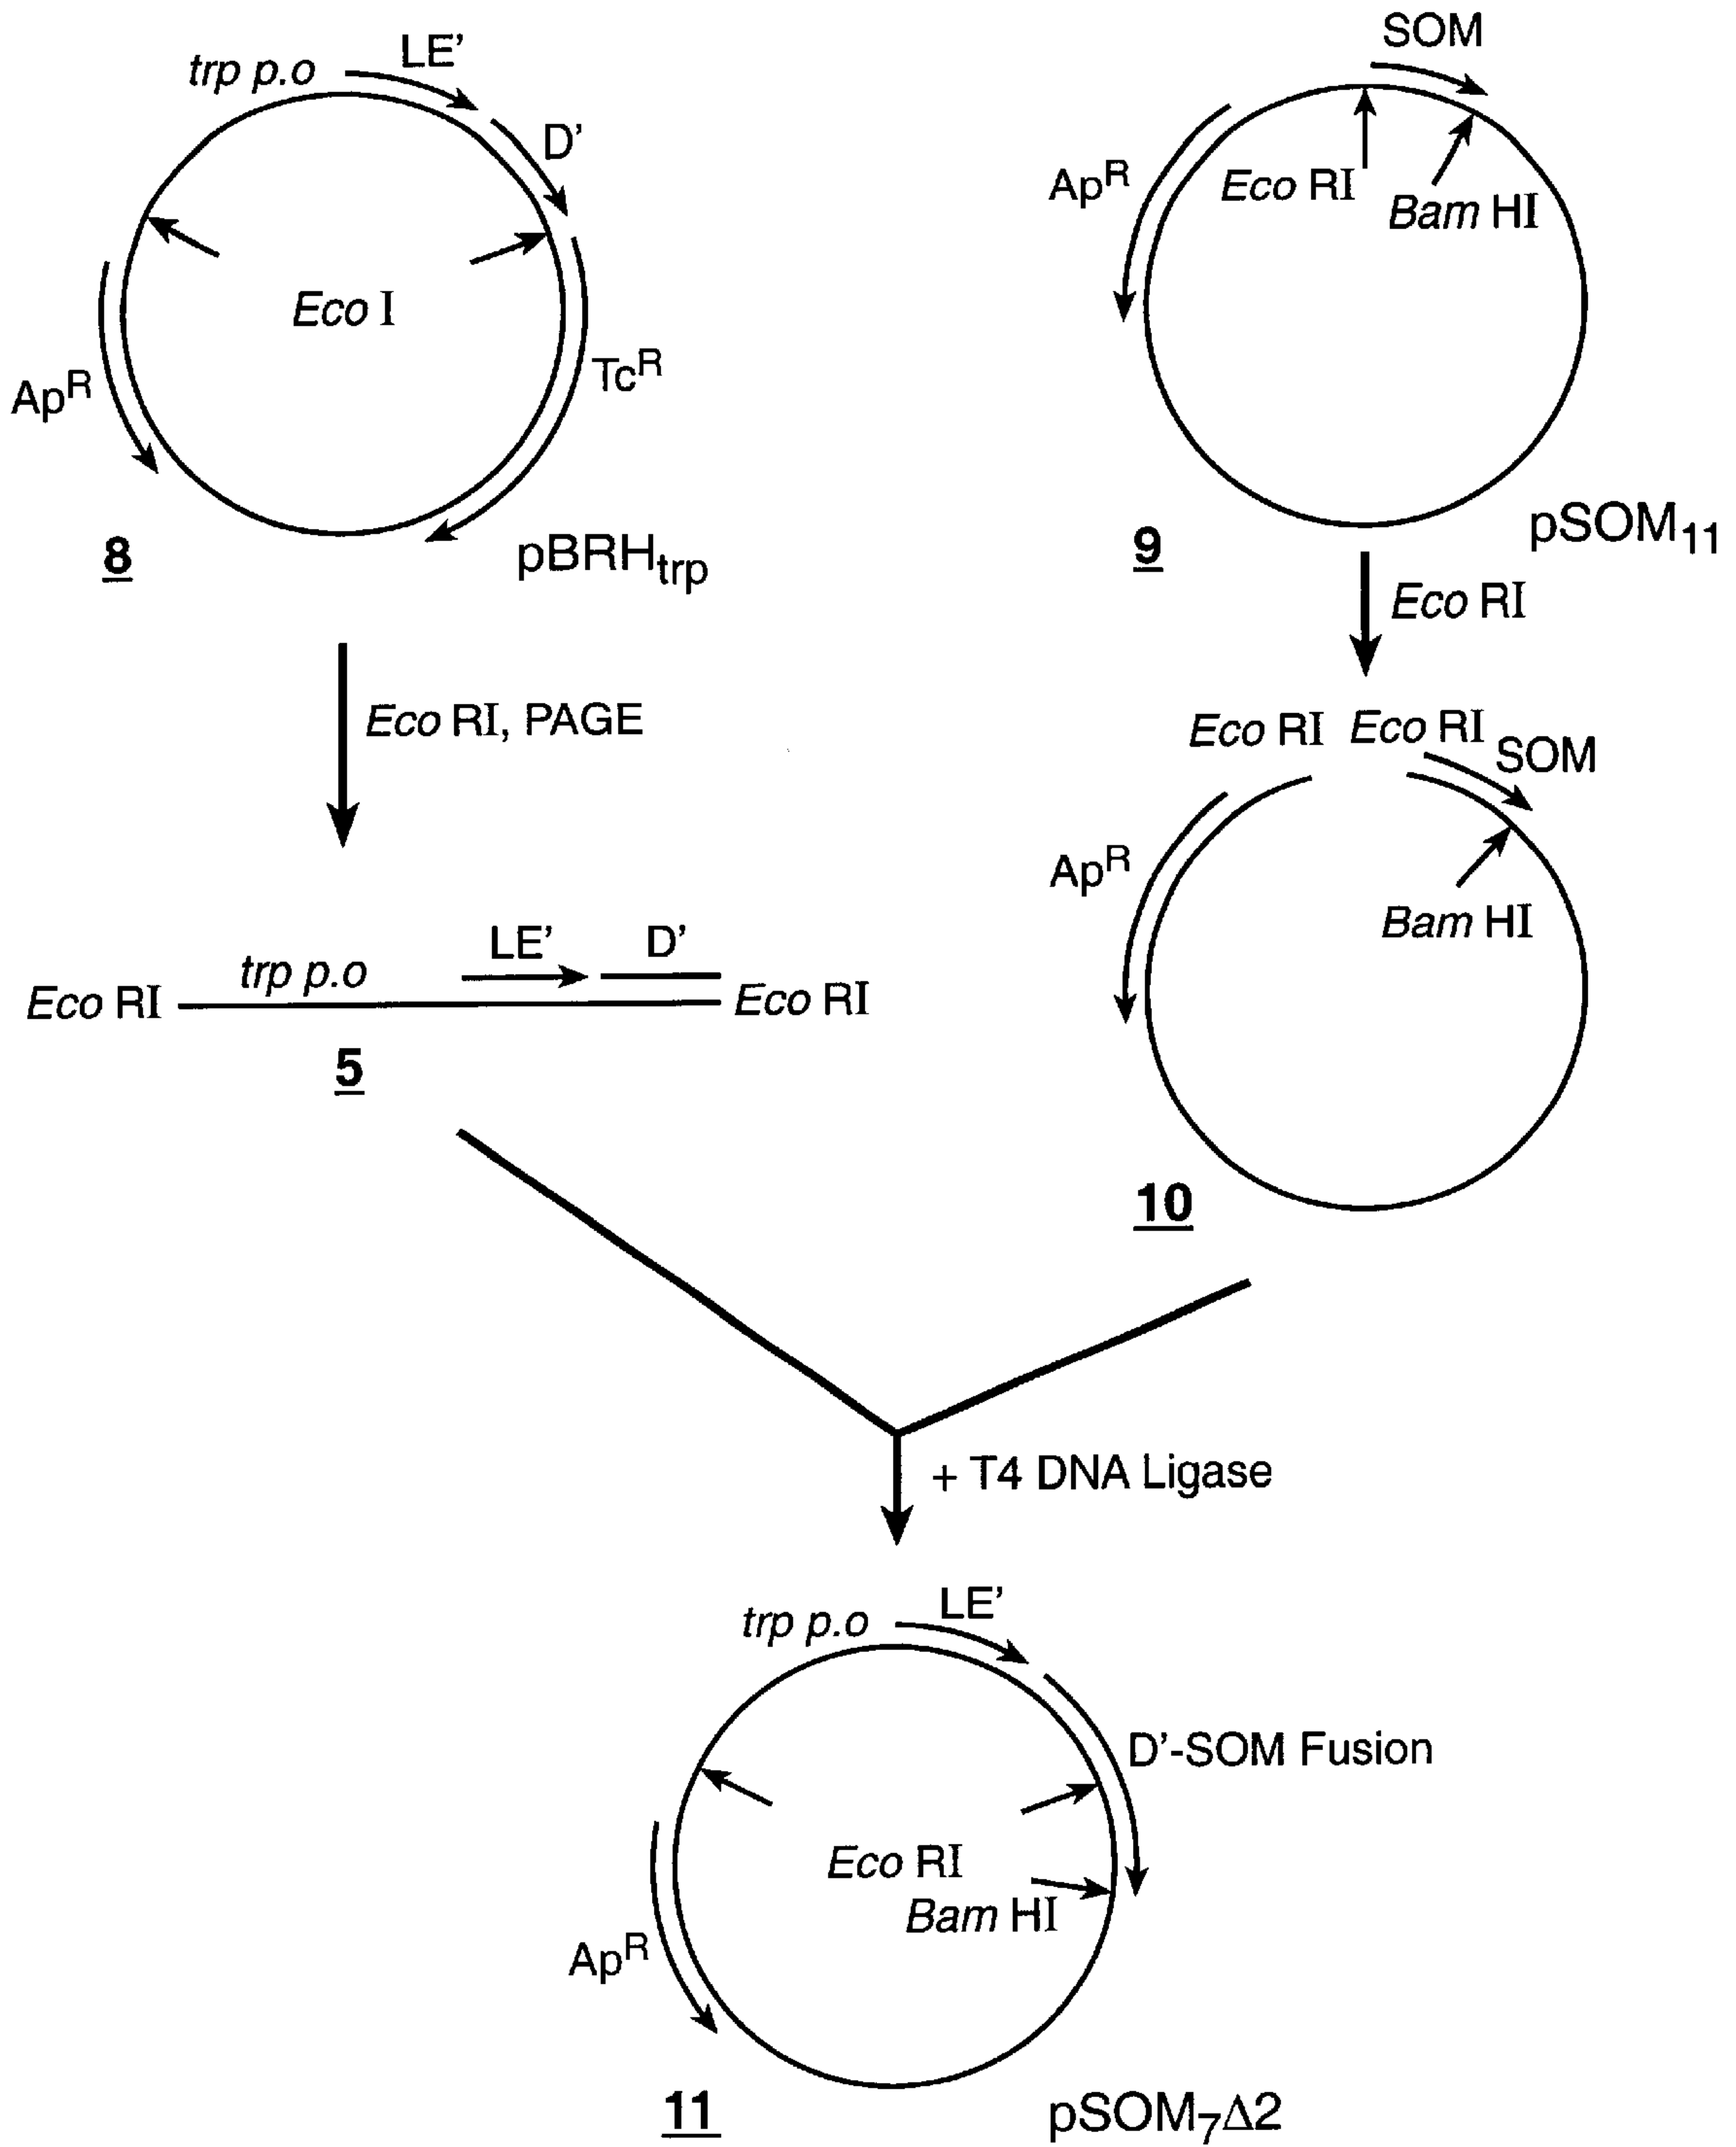 trp p.o
LE’
D’
Eco I
ApR
TcR
8
pBRHtrp
SOM
ApR
Eco RI
Bam HI
9
pSOM11
Eco RI
Eco RI, PAGE
Eco RI Eco RI
SOM
ApR
Bam HI
10
LE’ D’
trp p.o
Eco RI
Eco RI
5
+ T4 DNA Ligase
trp p.o
LE’
D’-SOM Fusion
Eco RI
Bam HI
ApR
11
pSOM7Δ2